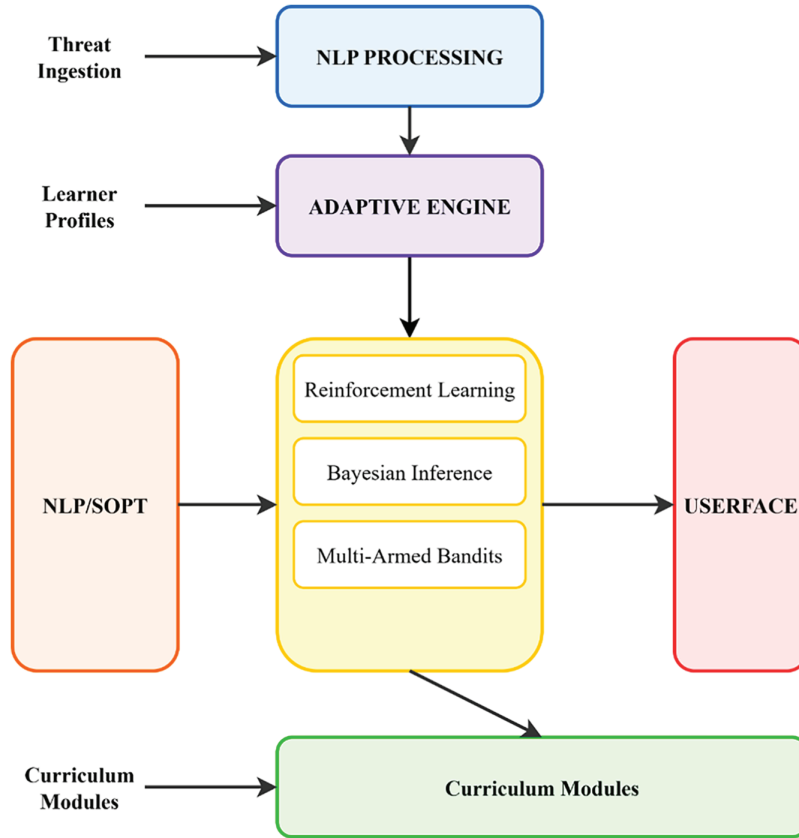 Threat
Ingestion
NLP PROCESSING
Learner
Profiles
ADAPTIVE ENGINE
Reinforcement Learning
Bayesian Inference
Multi-Armed Bandits
NLP/SOPT
USERFACE
Curriculum
Modules
Curriculum Modules